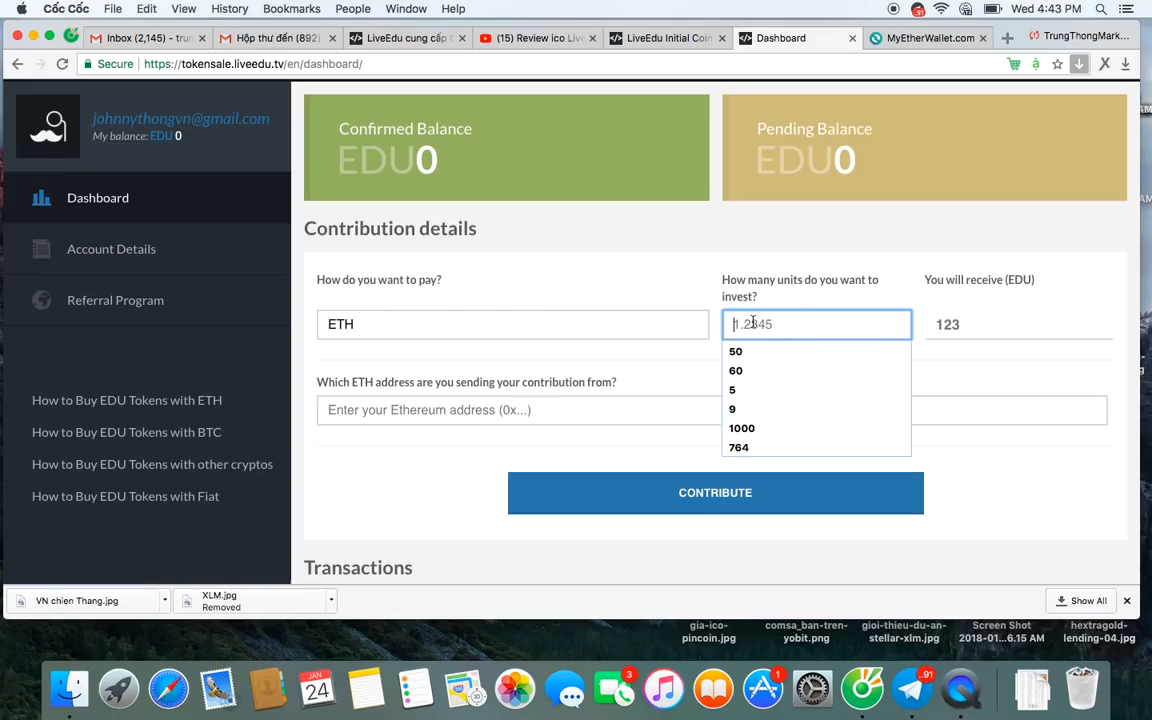 Cốc Cốc File Edit View History Bookmarks People Window Help 91 Wed 4:43 PM
Inbox (2,145) - trun
Hộp thư đến (892)
LiveEdu cung cấp t
(15) Review ico Live
LiveEdu Initial Coin
Dashboard
MyEtherWallet.com
TrungThongMark...
Secure https://tokensale.liveedu.tv/en/dashboard/
johnnythongvn@gmail.com
My balance: EDU 0
Dashboard
Account Details
Referral Program
How to Buy EDU Tokens with ETH
How to Buy EDU Tokens with BTC
How to Buy EDU Tokens with other cryptos
How to Buy EDU Tokens with Fiat
Confirmed Balance
EDU0
Pending Balance
EDU0
Contribution details
How do you want to pay?
ETH
How many units do you want to
invest?
1.2345
50
60
5
9
1000
764
You will receive (EDU)
123
Which ETH address are you sending your contribution from?
Enter your Ethereum address (0x...)
CONTRIBUTE
Transactions
VN chien Thang.jpg
XLM.jpg
Removed
Show All
gia-ico-
pincoin.jpg
comsa_ban-tren-
yobit.png
gioi-thieu-du-an-
stellar-xlm.jpg
Screen Shot
2018-01...6.15 AM
hextragold-
lending-04.jpg
JAN
24
3
1
..91